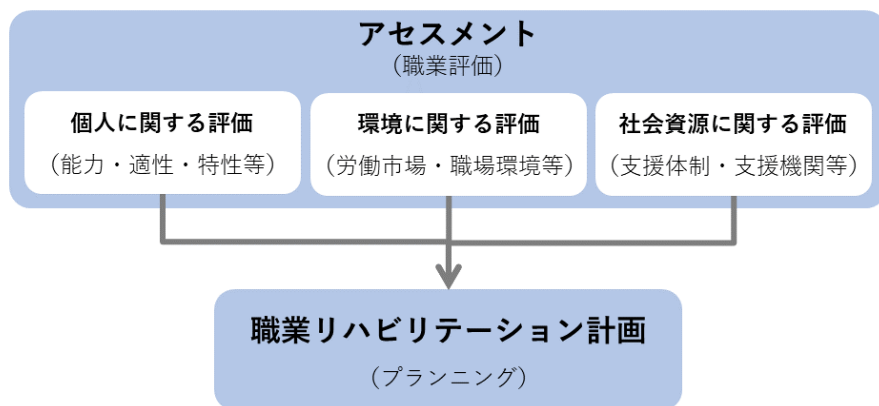 アセスメント
（職業評価）
個人に関する評価
（能力・適性・特性等）
環境に関する評価
（労働市場・職場環境等）
社会資源に関する評価
（支援体制・支援機関等）
職業リハビリテーション計画
（プランニング）